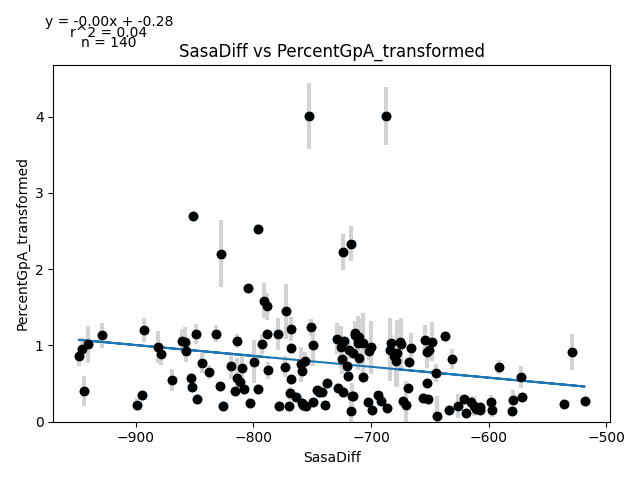 y = -0.00x + -0.28
r^2 = 0.04
n = 140
SasaDiff vs PercentGpA_transformed
PercentGpA_transformed
4
3
2
1
0
−900
−800
−700
−600
−500
SasaDiff